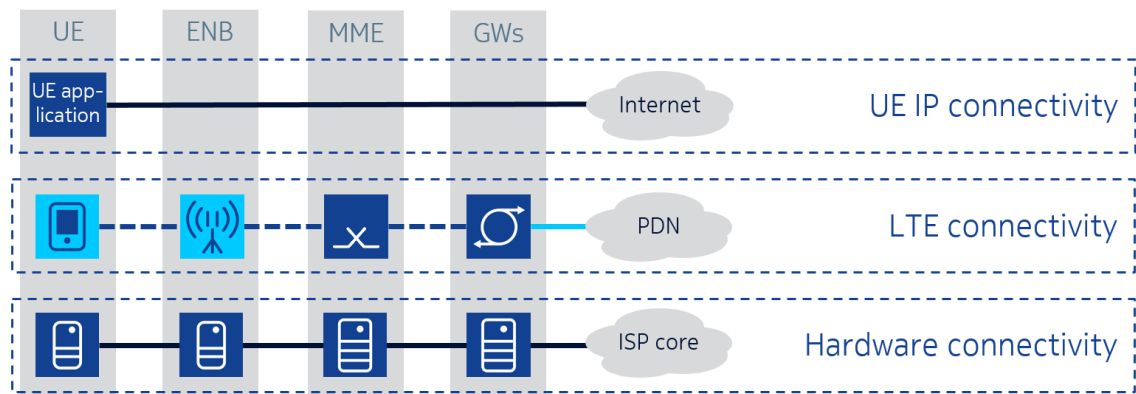 UE ENB MME GWs
UE app-
lication
Internet
UE IP connectivity
PDN
LTE connectivity
ISP core
Hardware connectivity